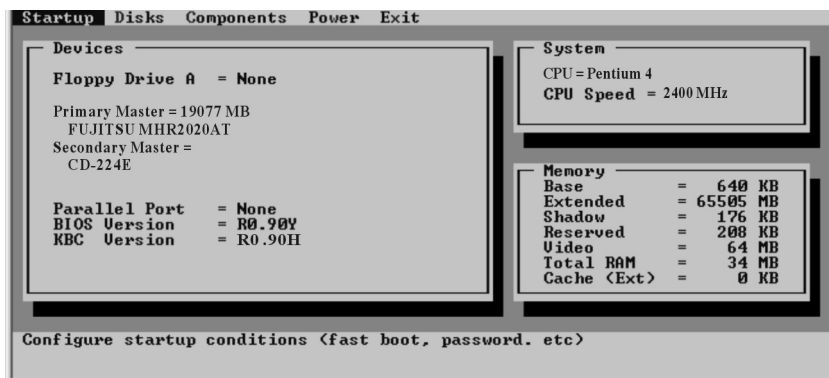 Startup Disks Components Power Exit
Devices
Floppy Drive A = None
Primary Master = 19077 MB
FUJITSU MHR2020AT
Secondary Master =
CD-224E
Parallel Port = None
BIOS Version = R0.90Y
KBC Version = R0.90H
System
CPU = Pentium 4
CPU Speed = 2400 MHz
Memory
Base = 640 KB
Extended = 65505 MB
Shadow = 176 KB
Reserved = 208 KB
Video = 64 MB
Total RAM = 34 MB
Cache (Ext) = 0 KB
Configure startup conditions (fast boot, password. etc)